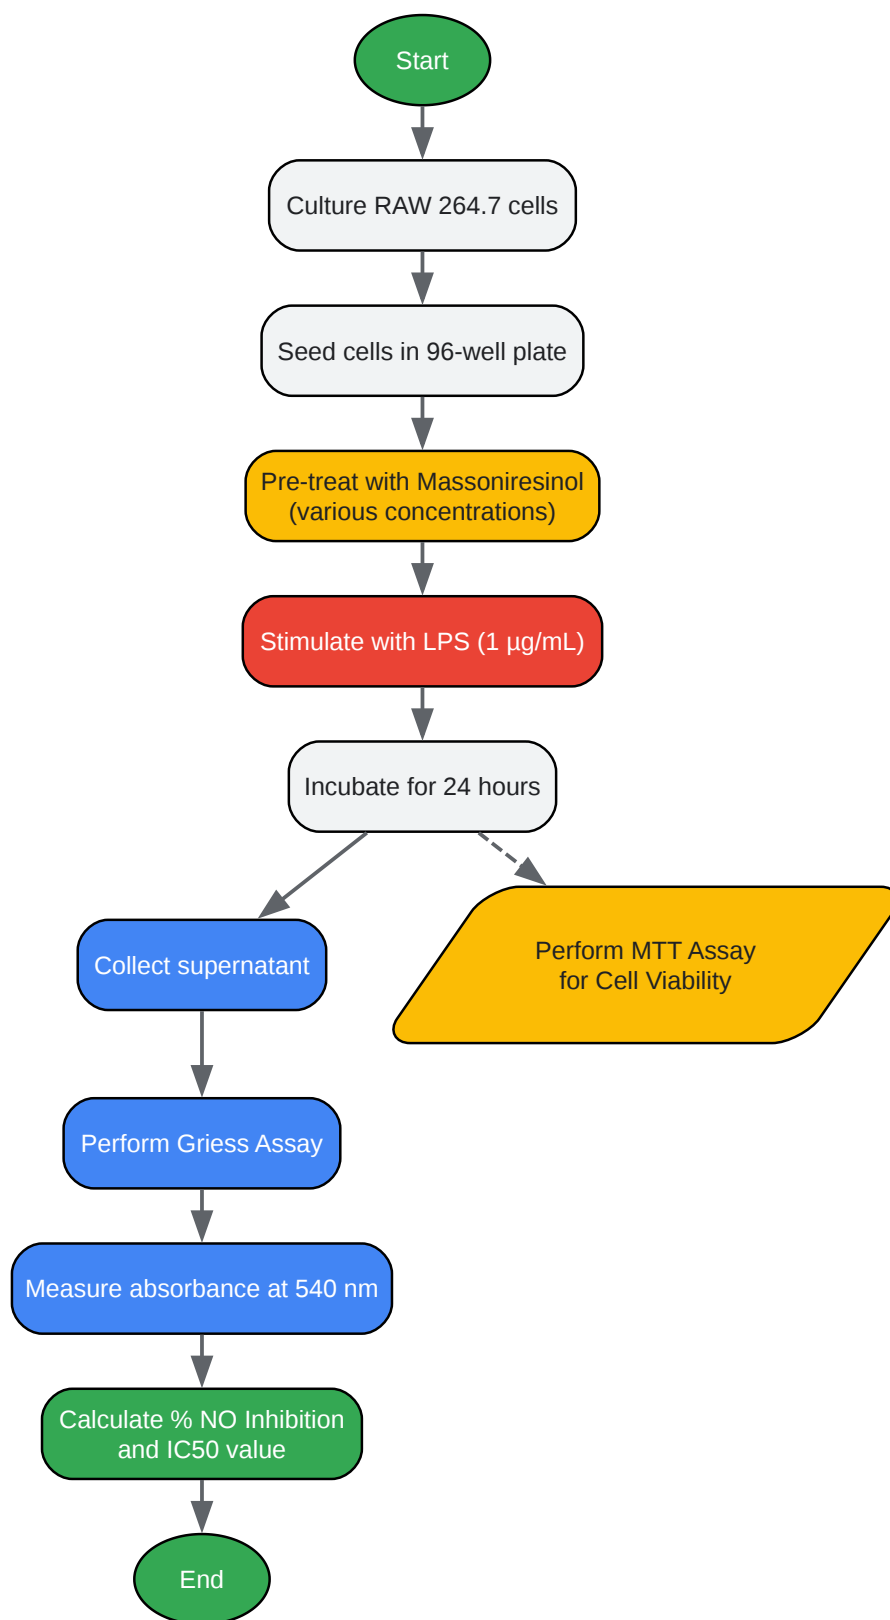 Start
Culture RAW 264.7 cells
Seed cells in 96-well plate
Pre-treat with Massoniresinol
(various concentrations)
Stimulate with LPS (1 µg/mL)
Incubate for 24 hours
Collect supernatant
Perform MTT Assay
for Cell Viability
Perform Griess Assay
Measure absorbance at 540 nm
Calculate % NO Inhibition
and IC50 value
End